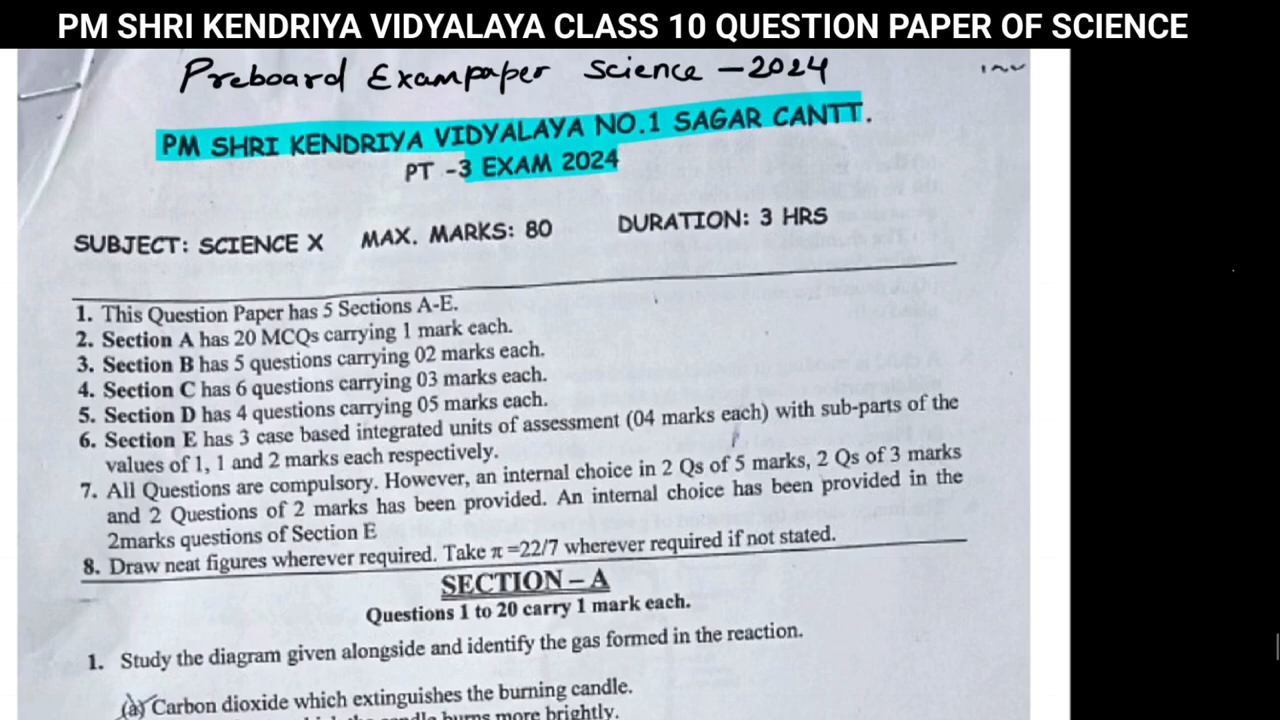 PM SHRI KENDRIYA VIDYALAYA CLASS 10 QUESTION PAPER OF SCIENCE
Preboard Exampaper Science - 2024
PM SHRI KENDRIYA VIDYALAYA NO.1 SAGAR CANTT.
PT -3 EXAM 2024
SUBJECT: SCIENCE X MAX. MARKS: 80 DURATION: 3 HRS
1. This Question Paper has 5 Sections A-E.
2. Section A has 20 MCQs carrying 1 mark each.
3. Section B has 5 questions carrying 02 marks each.
4. Section C has 6 questions carrying 03 marks each.
5. Section D has 4 questions carrying 05 marks each.
6. Section E has 3 case based integrated units of assessment (04 marks each) with sub-parts of the
values of 1, 1 and 2 marks each respectively.
7. All Questions are compulsory. However, an internal choice in 2 Qs of 5 marks, 2 Qs of 3 marks
and 2 Questions of 2 marks has been provided. An internal choice has been provided in the
2marks questions of Section E
8. Draw neat figures wherever required. Take π =22/7 wherever required if not stated.
SECTION – A
Questions 1 to 20 carry 1 mark each.
1. Study the diagram given alongside and identify the gas formed in the reaction.
(a) Carbon dioxide which extinguishes the burning candle.
burns more brightly.